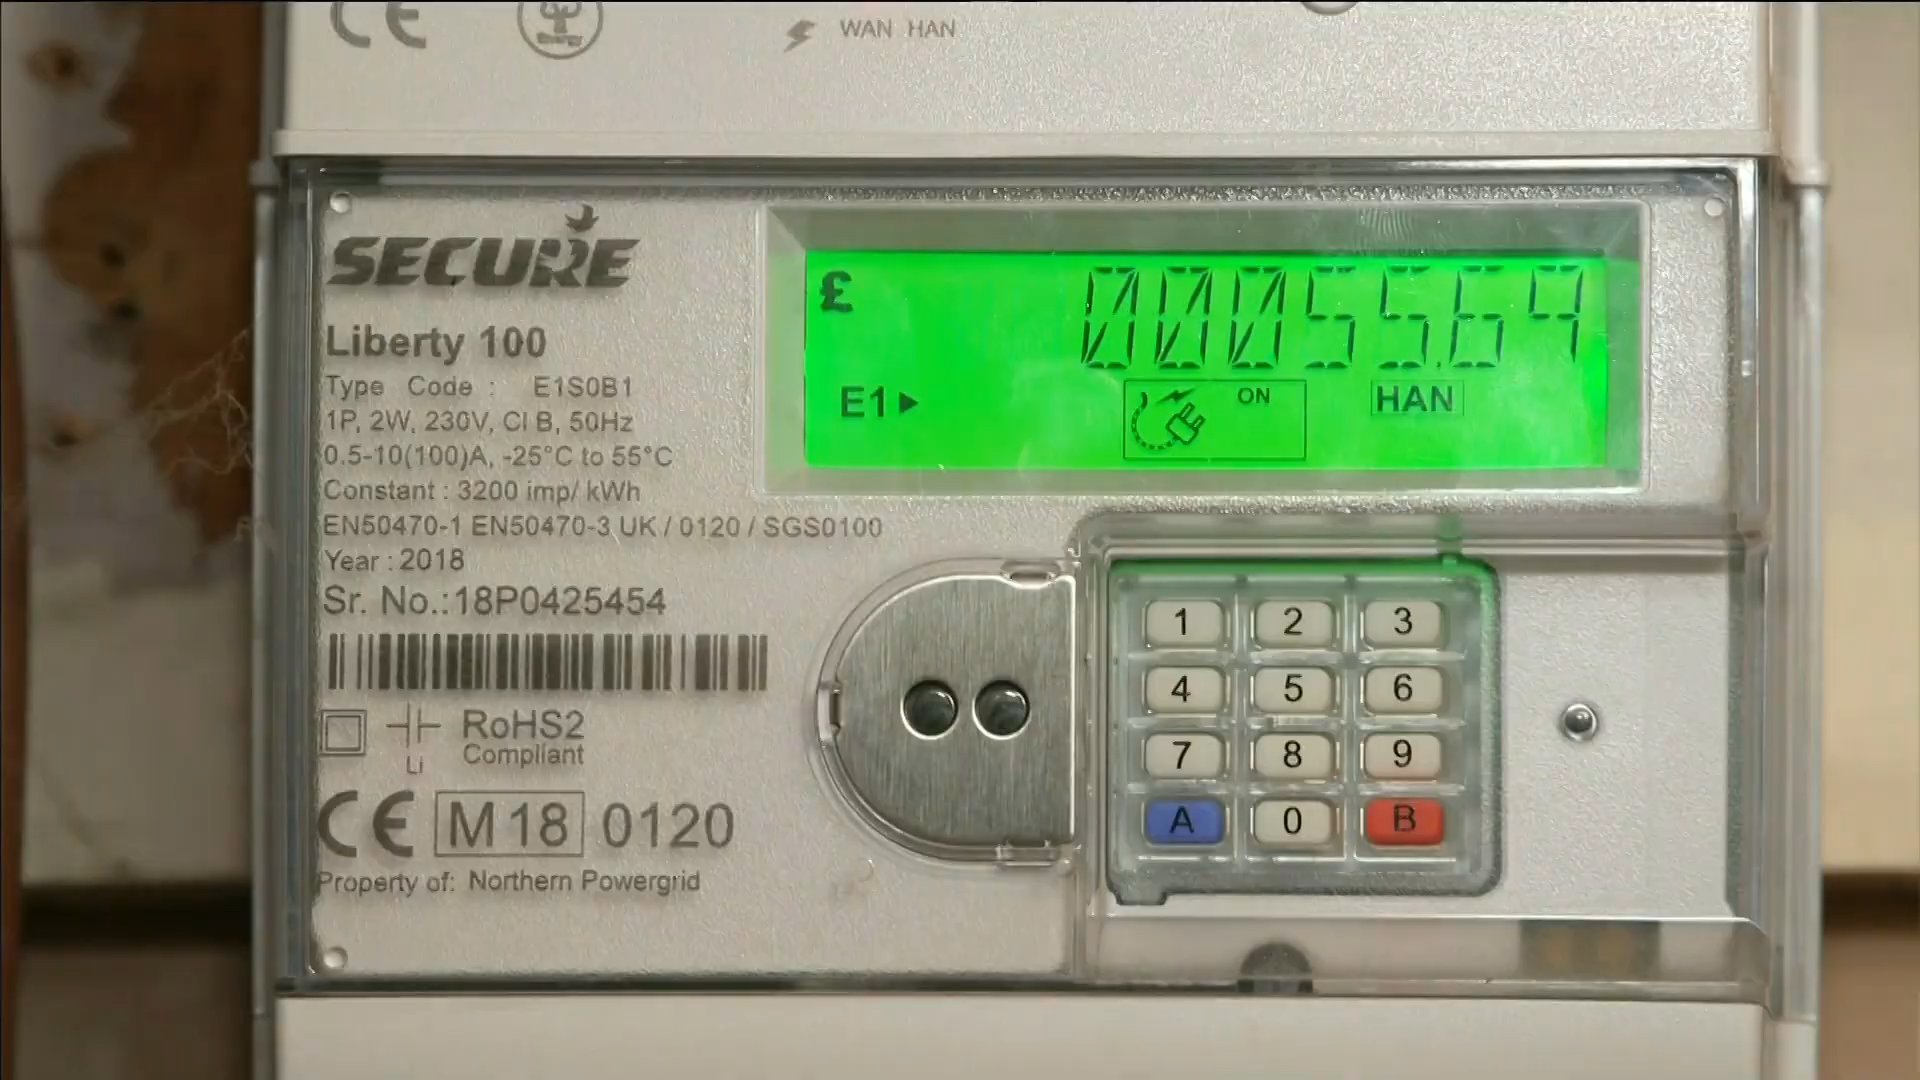 CE
WAN HAN
SECURE
£ 00055.69
Liberty 100
Type Code : E1S0B1
E1 ON HAN
1P, 2W, 230V, Cl B, 50Hz
0.5-10(100)A, -25°C to 55°C
Constant : 3200 imp/ kWh
EN50470-1 EN50470-3 UK / 0120 / SGS0100
Year : 2018
Sr. No.:18P0425454
1 2 3
4 5 6
7 8 9
A 0 B
RoHS2
Compliant
Li
CE M18 0120
Property of: Northern Powergrid